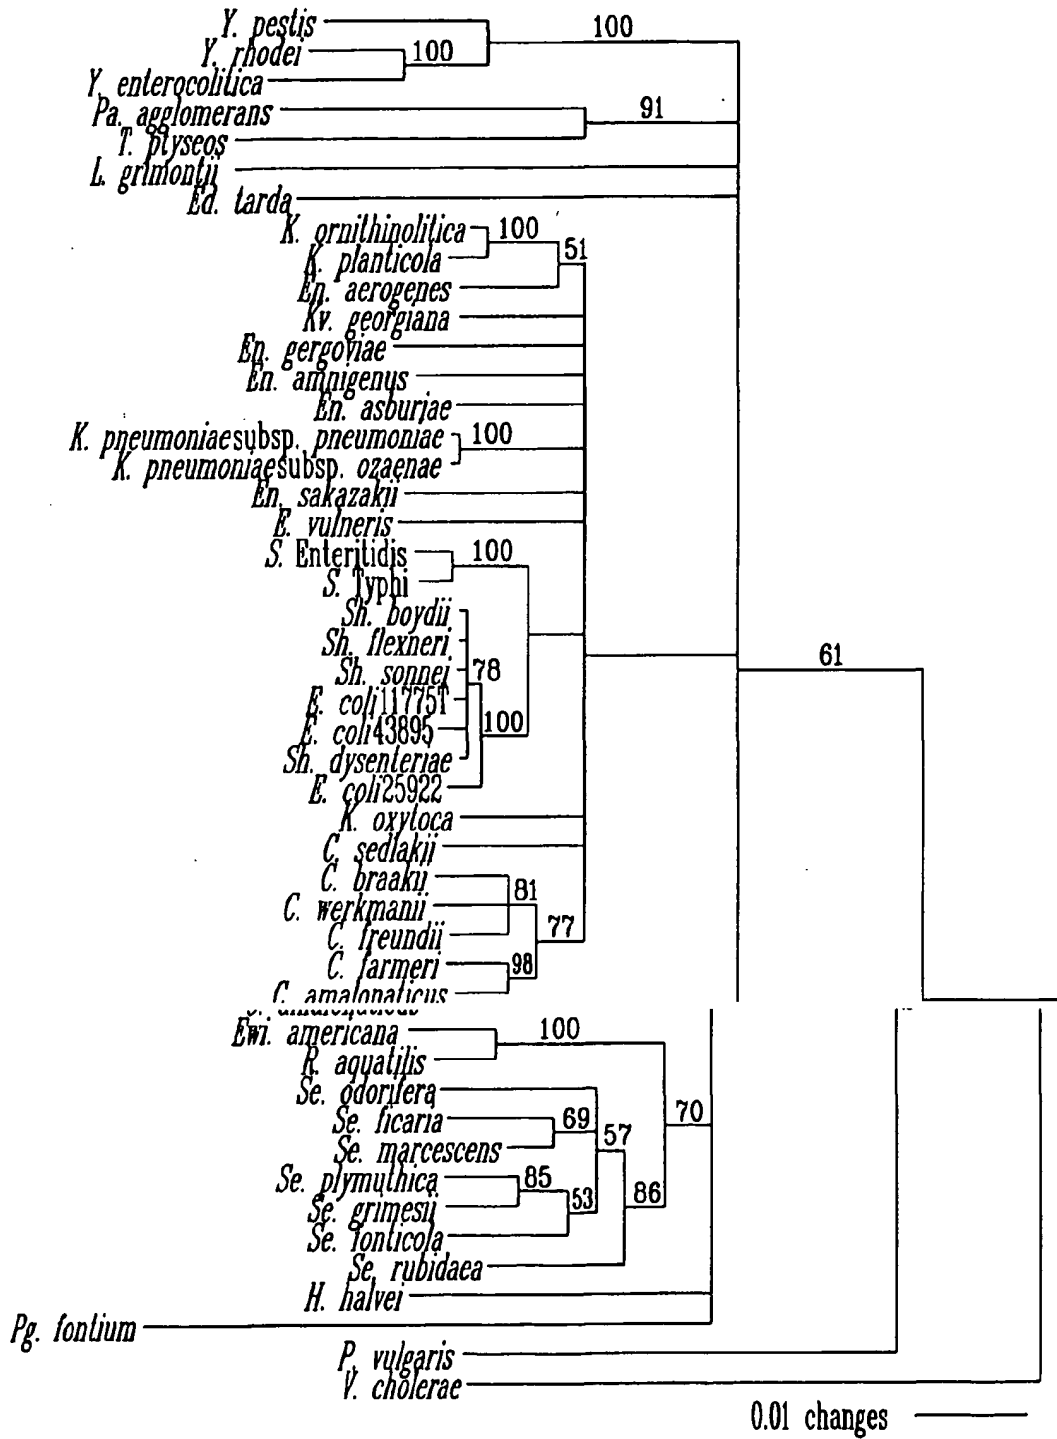 Y. pestis
100
Y. rhodei
100
Y. enterocolitica
Pa. agglomerans
91
T. ptyseos
L. grimontii
Ed. tarda
K. ornithinolitica
100
K. planticola
51
En. aerogenes
Kv. georgiana
En. gergoviae
En. amnigenus
En. asburiae
K. pneumoniae subsp. pneumoniae
100
K. pneumoniae subsp. ozaenae
En. sakazakii
E. vulneris
S. Enteritidis
100
S. Typhi
Sh. boydii
Sh. flexneri
Sh. sonnei
78
61
E. coli 11775T
E. coli 43895
100
Sh. dysenteriae
E. coli 25922
K. oxytoca
C. sedlakii
C. braakii
81
C. werkmanii
C. freundii
77
C. farmeri
98
C. amalonaticus
Ewi. americana
100
R. aquatilis
Se. odorifera
Se. ficaria
69
70
57
Se. marcescens
Se. plymuthica
85
Se. grimesii
53
86
Se. fonticola
Se. rubidaea
H. halvei
Pg. fontium
P. vulgaris
V. cholerae
0.01 changes